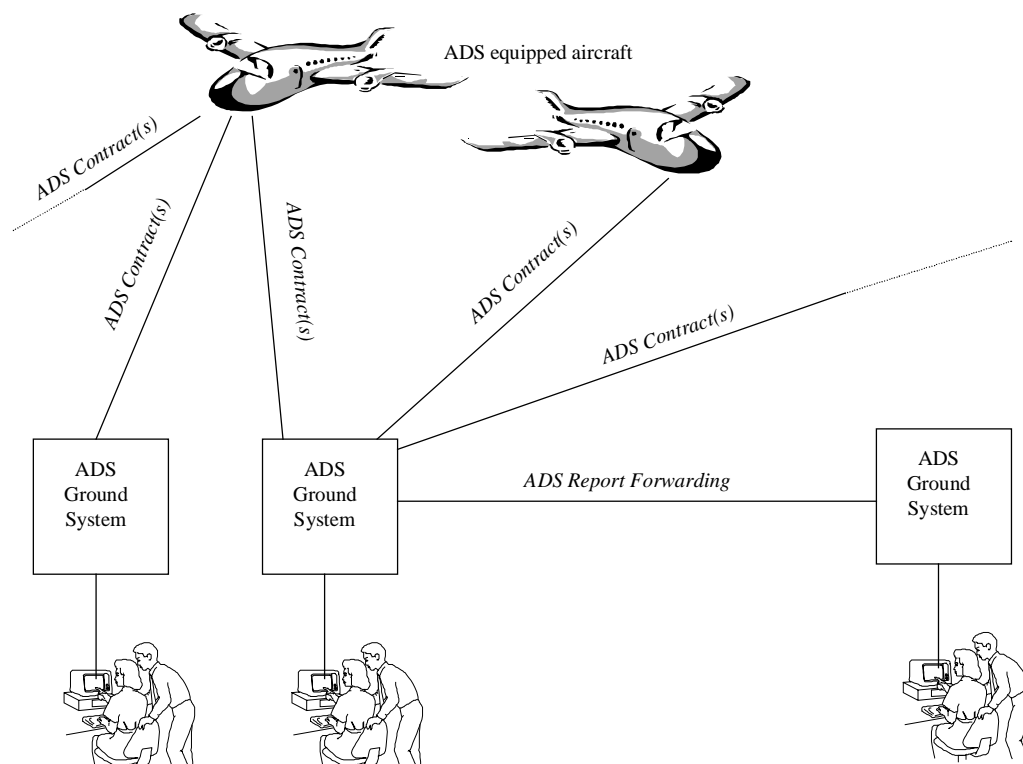 ADS equipped aircraft
ADS Contract(s)
ADS Contract(s)
ADS Contract(s)
ADS Contract(s)
ADS Contract(s)
ADS
Ground
System
ADS
Ground
System
ADS Report Forwarding
ADS
Ground
System